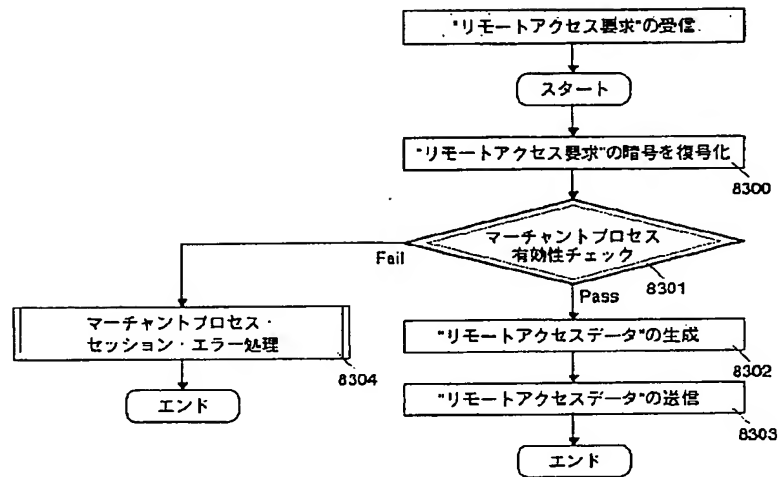 "リモートアクセス要求"の受信
スタート
"リモートアクセス要求"の暗号を復号化
8300
マーチャントプロセス
有効性チェック
8301
Fail
Pass
マーチャントプロセス・
セッション・エラー処理
8304
エンド
"リモートアクセスデータ"の生成
8302
"リモートアクセスデータ"の送信
8303
エンド